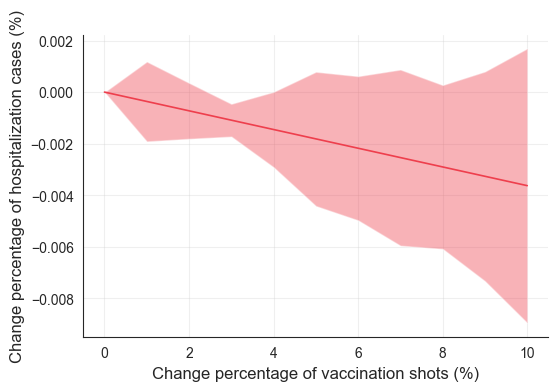 Change percentage of hospitalization cases (%)
0.002
0.000
−0.002
−0.004
−0.006
−0.008
0 2 4 6 8 10
Change percentage of vaccination shots (%)